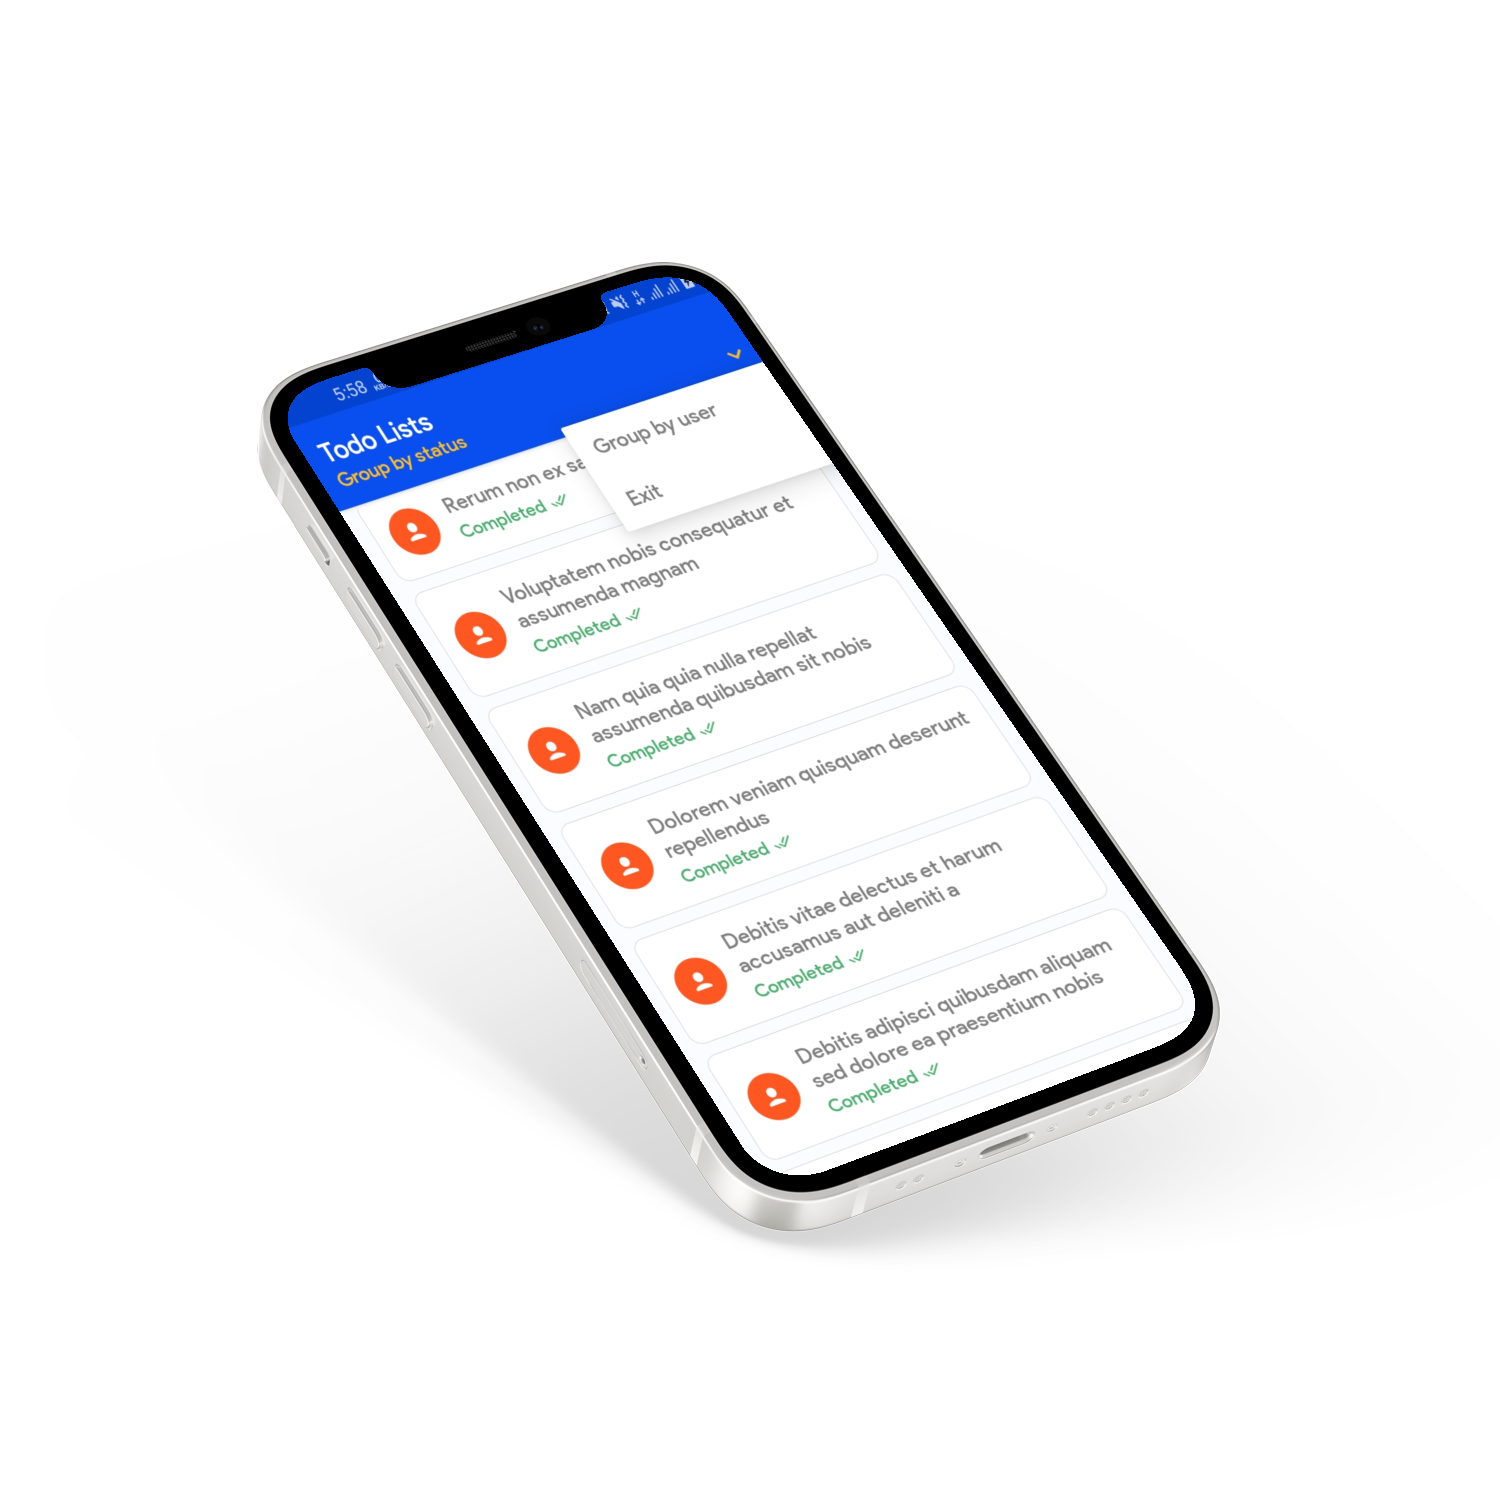 5:58
Todo Lists
Group by status
Group by user
Exit
Rerum non ex
Completed
Voluptatem nobis consequatur et
assumenda magnam
Completed
Nam quia quia nulla repellat
assumenda quibusdam sit nobis
Completed
Dolorem veniam quisquam deserunt
repellendus
Completed
Debitis vitae delectus et harum
accusamus aut deleniti a
Completed
Debitis adipisci quibusdam aliquam
sed dolore ea praesentium nobis
Completed